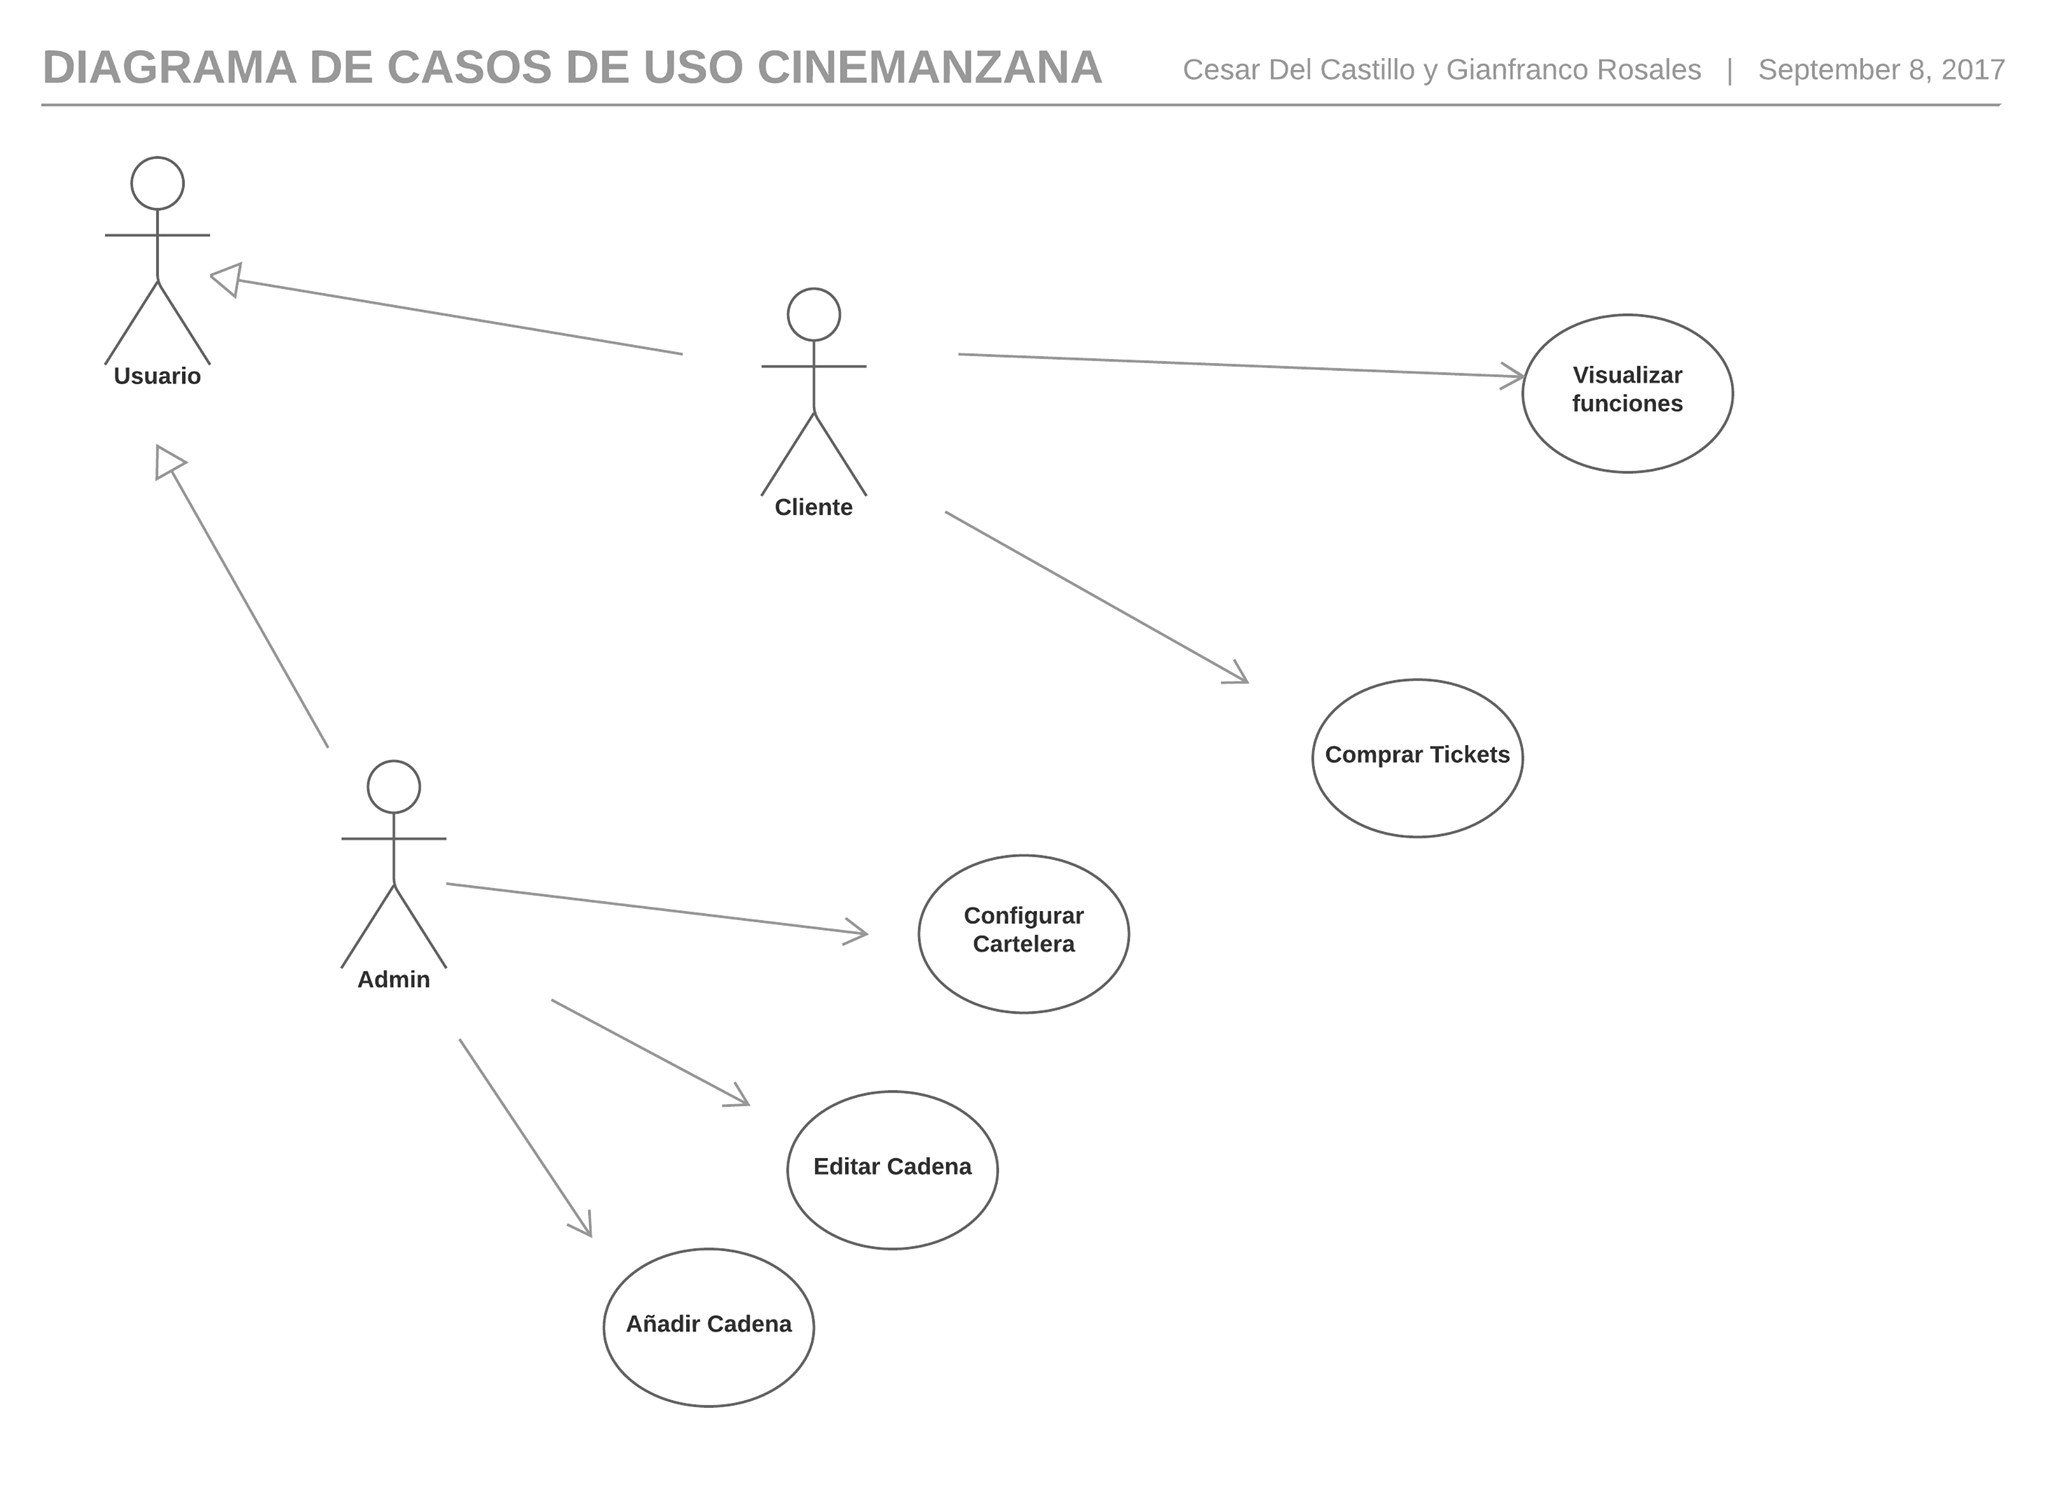 DIAGRAMA DE CASOS DE USO CINEMANZANA
Cesar Del Castillo y Gianfranco Rosales | September 8, 2017
Usuario
Visualizar
funciones
Cliente
Comprar Tickets
Configurar
Cartelera
Admin
Editar Cadena
Añadir Cadena